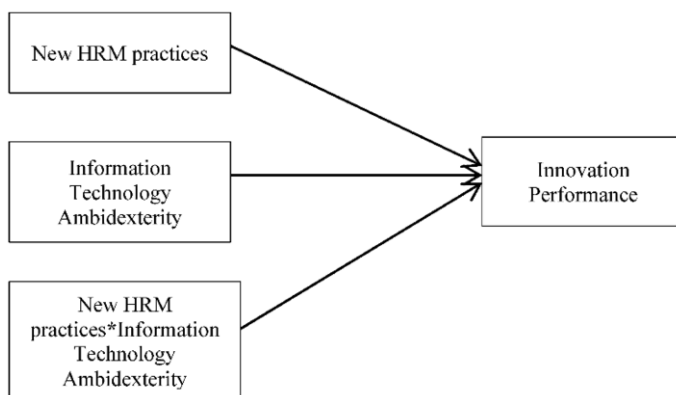 New HRM practices
Information
Technology
Ambidexterity
Innovation
Performance
New HRM
practices*Information
Technology
Ambidexterity